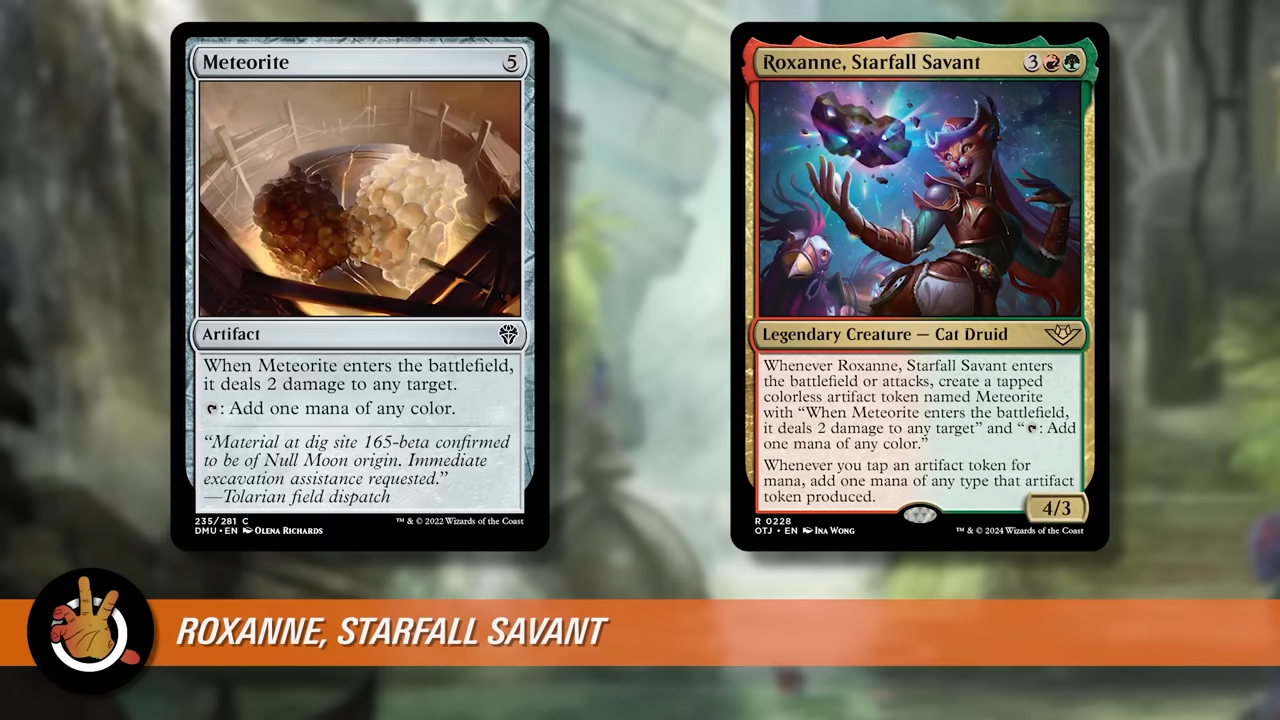 Meteorite 5
Artifact
When Meteorite enters the battlefield,
it deals 2 damage to any target.
: Add one mana of any color.
“Material at dig site 165-beta confirmed
to be of Null Moon origin. Immediate
excavation assistance requested.”
—Tolarian field dispatch
235/281 C
DMU • EN Olena Richards
™ & © 2022 Wizards of the Coast
Roxanne, Starfall Savant 3
Legendary Creature — Cat Druid
Whenever Roxanne, Starfall Savant enters
the battlefield or attacks, create a tapped
colorless artifact token named Meteorite
with “When Meteorite enters the battlefield,
it deals 2 damage to any target” and “: Add
one mana of any color.”
Whenever you tap an artifact token for
mana, add one mana of any type that artifact
token produced.
4/3
R 0228
OTJ • EN Ina Wong
™ & © 2024 Wizards of the Coast
ROXANNE, STARFALL SAVANT